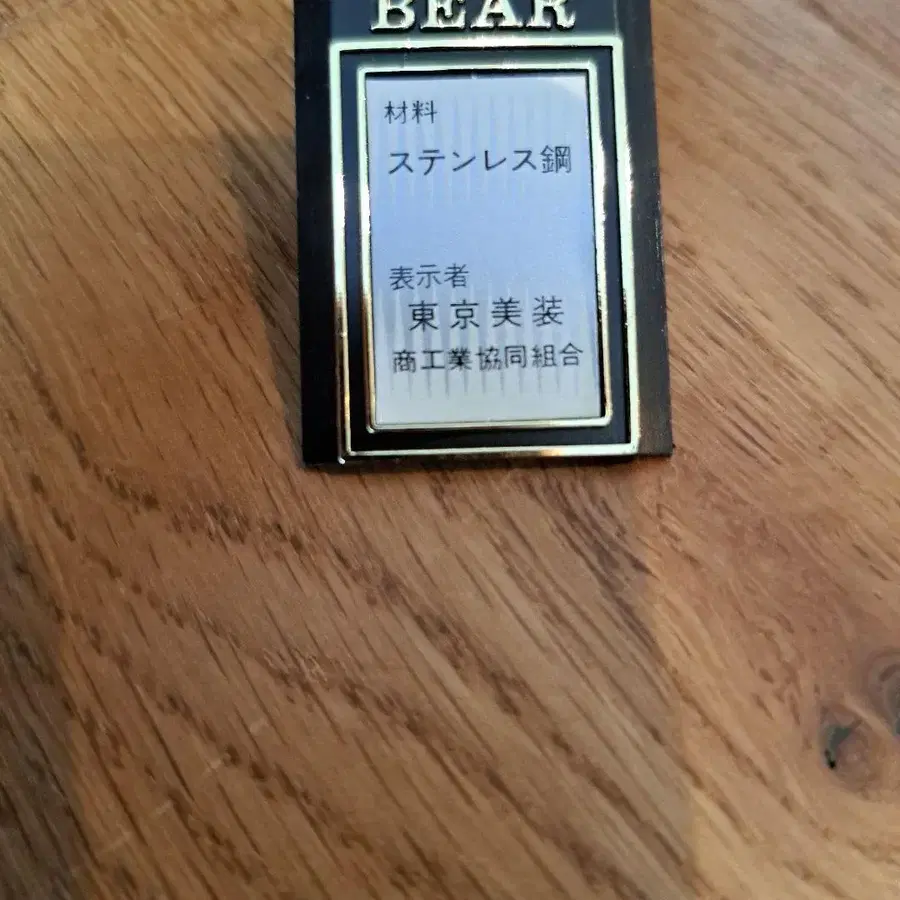 BEAR
材料
ステンレス鋼
表示者
東京美装
商工業協同組合